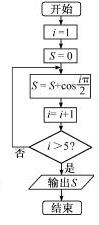 开始
i=1
S=0
S=S+cos iπ/2
i=i+1
i>5?
否
是
输出S
结束